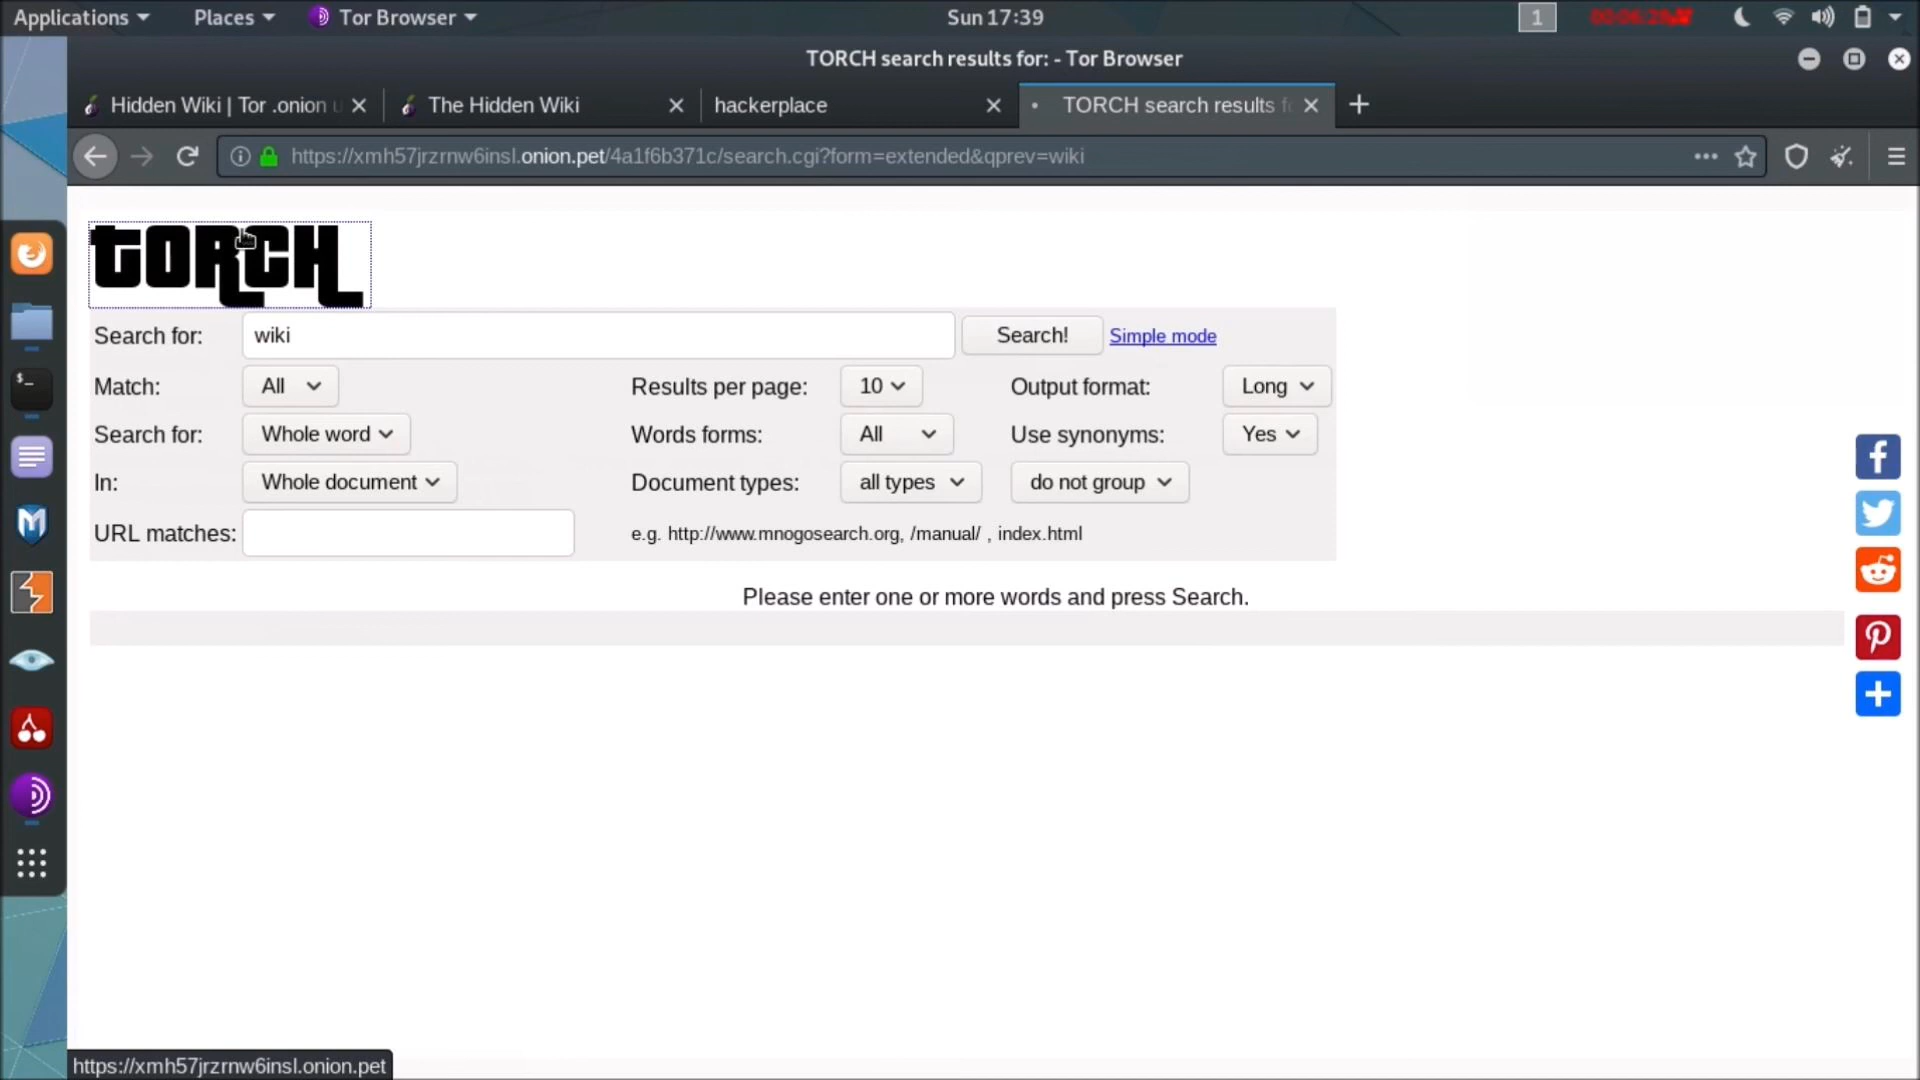 Applications Places Tor Browser Sun 17:39 1
TORCH search results for: - Tor Browser
Hidden Wiki | Tor .onion u The Hidden Wiki hackerplace TORCH search results fo
https://xmh57jrzrnw6insl.onion.pet/4a1f6b371c/search.cgi?form=extended&qprev=wiki
TORCH
Search for: wiki Search! Simple mode
Match: All Results per page: 10 Output format: Long
Search for: Whole word Words forms: All Use synonyms: Yes
In: Whole document Document types: all types do not group
URL matches: e.g. http://www.mnogosearch.org, /manual/ , index.html
Please enter one or more words and press Search.
https://xmh57jrzrnw6insl.onion.pet